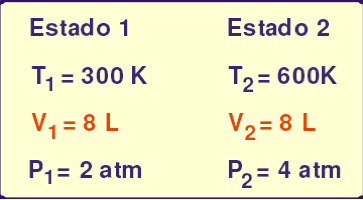 Estado 1 Estado 2
T1 = 300 K T2 = 600K
V1 = 8 L V2 = 8 L
P1 = 2 atm P2 = 4 atm